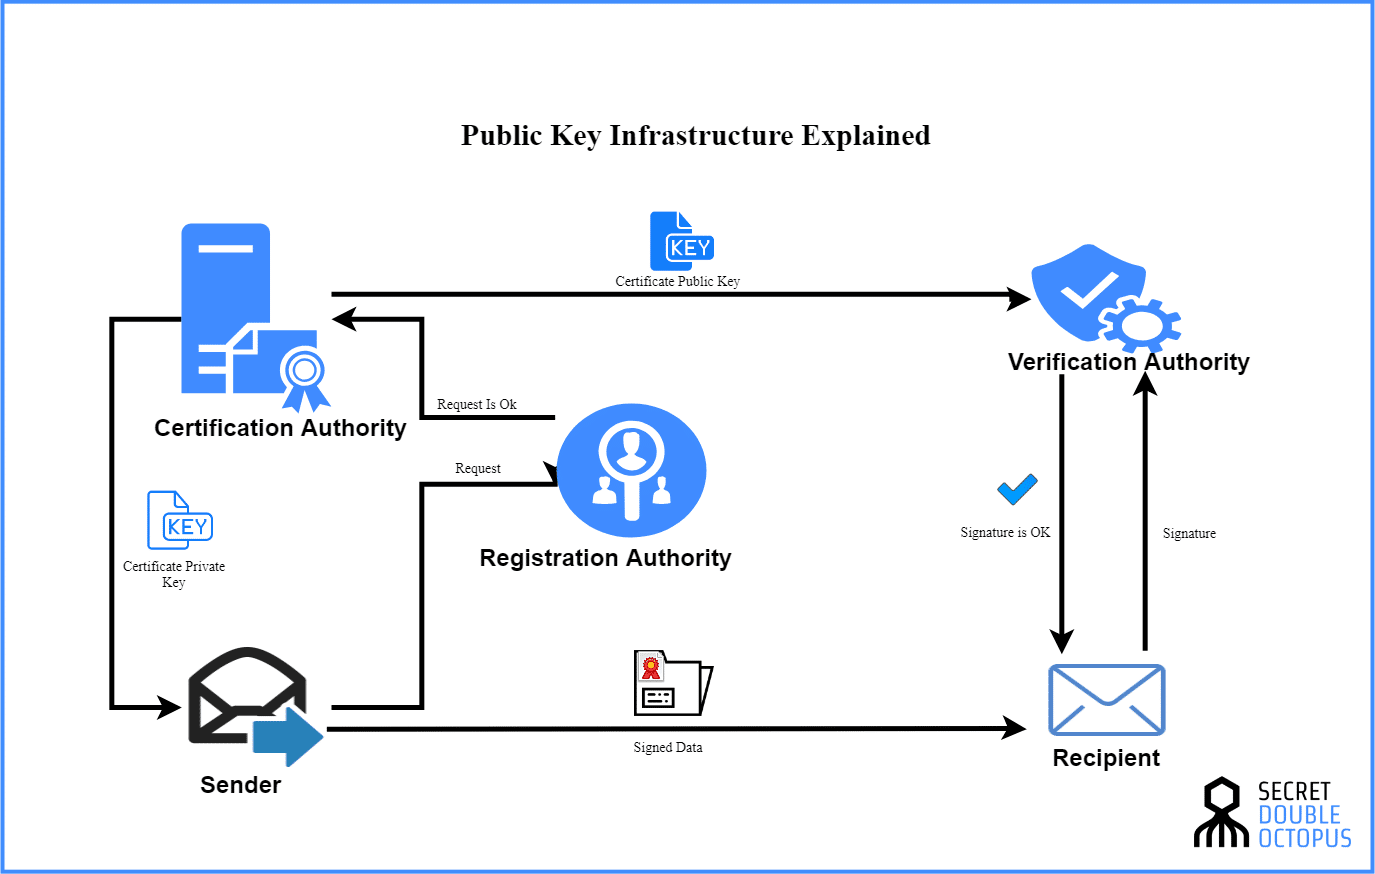 Public Key Infrastructure Explained
KEY
Certificate Public Key
Verification Authority
Request Is Ok
Certification Authority
Request
KEY
Certificate Private
Key
Registration Authority
Signature is OK
Signature
Signed Data
Sender
Recipient
SECRET
DOUBLE
OCTOPUS